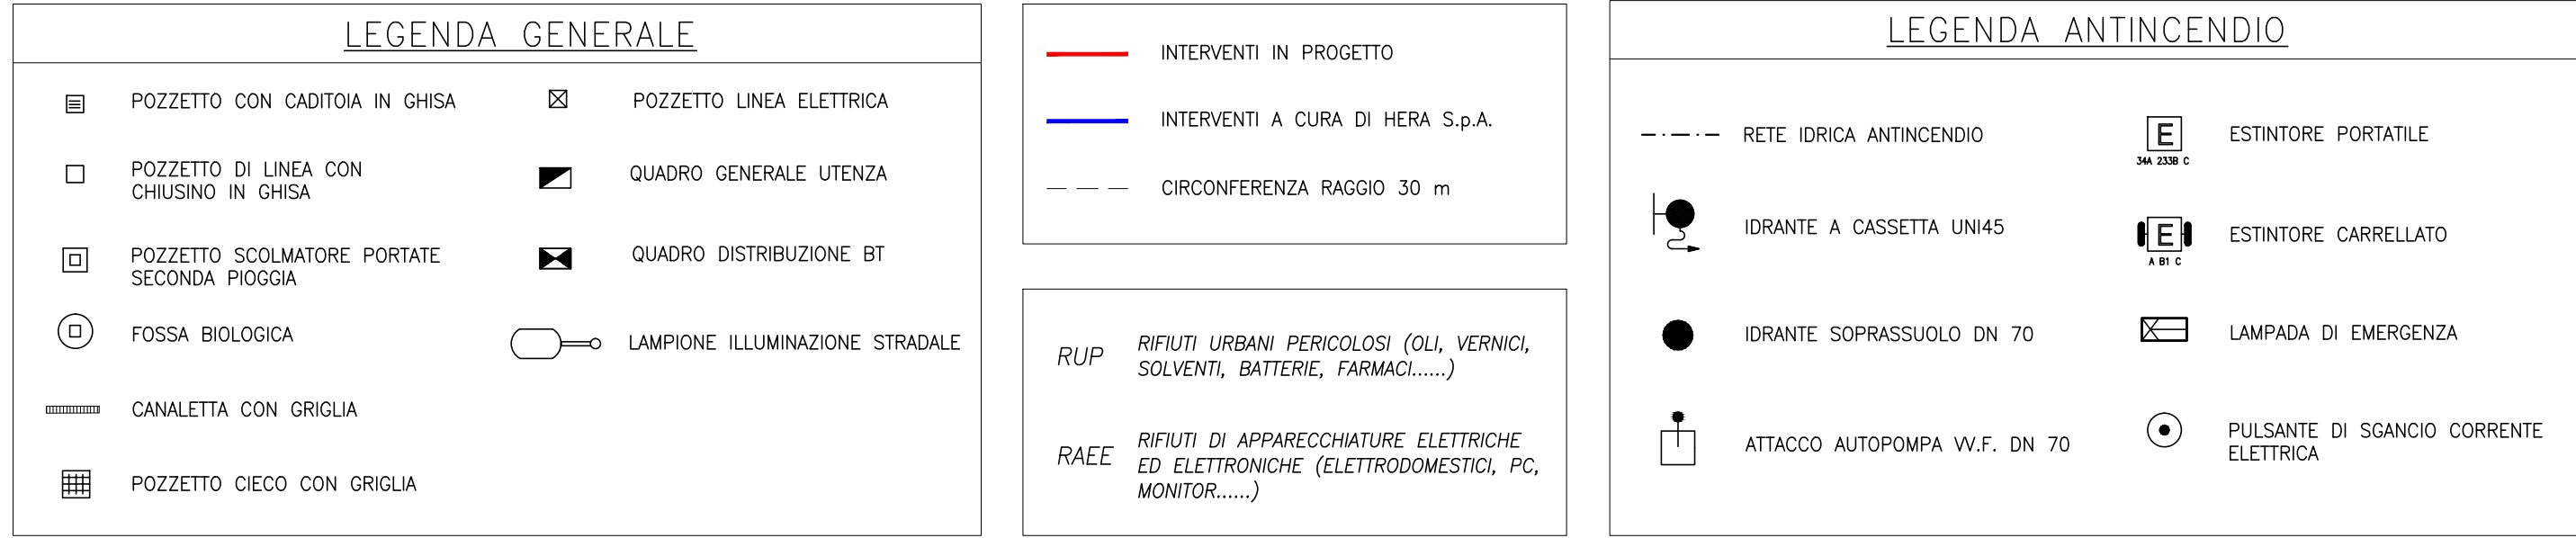 LEGENDA GENERALE
POZZETTO CON CADITOIA IN GHISA
POZZETTO DI LINEA CON
CHIUSINO IN GHISA
POZZETTO SCOLMATORE PORTATE
SECONDA PIOGGIA
FOSSA BIOLOGICA
CANALETTA CON GRIGLIA
POZZETTO CIECO CON GRIGLIA
POZZETTO LINEA ELETTRICA
QUADRO GENERALE UTENZA
QUADRO DISTRIBUZIONE BT
LAMPIONE ILLUMINAZIONE STRADALE
INTERVENTI IN PROGETTO
INTERVENTI A CURA DI HERA S.p.A.
CIRCONFERENZA RAGGIO 30 m
RUP
RIFIUTI URBANI PERICOLOSI (OLI, VERNICI,
SOLVENTI, BATTERIE, FARMACI......)
RAEE
RIFIUTI DI APPARECCHIATURE ELETTRICHE
ED ELETTRONICHE (ELETTRODOMESTICI, PC,
MONITOR......)
LEGENDA ANTINCENDIO
RETE IDRICA ANTINCENDIO
IDRANTE A CASSETTA UNI45
IDRANTE SOPRASSUOLO DN 70
ATTACCO AUTOPOMPA VV.F. DN 70
E
34A 233B C
ESTINTORE PORTATILE
E
A B1 C
ESTINTORE CARRELLATO
LAMPADA DI EMERGENZA
PULSANTE DI SGANCIO CORRENTE
ELETTRICA